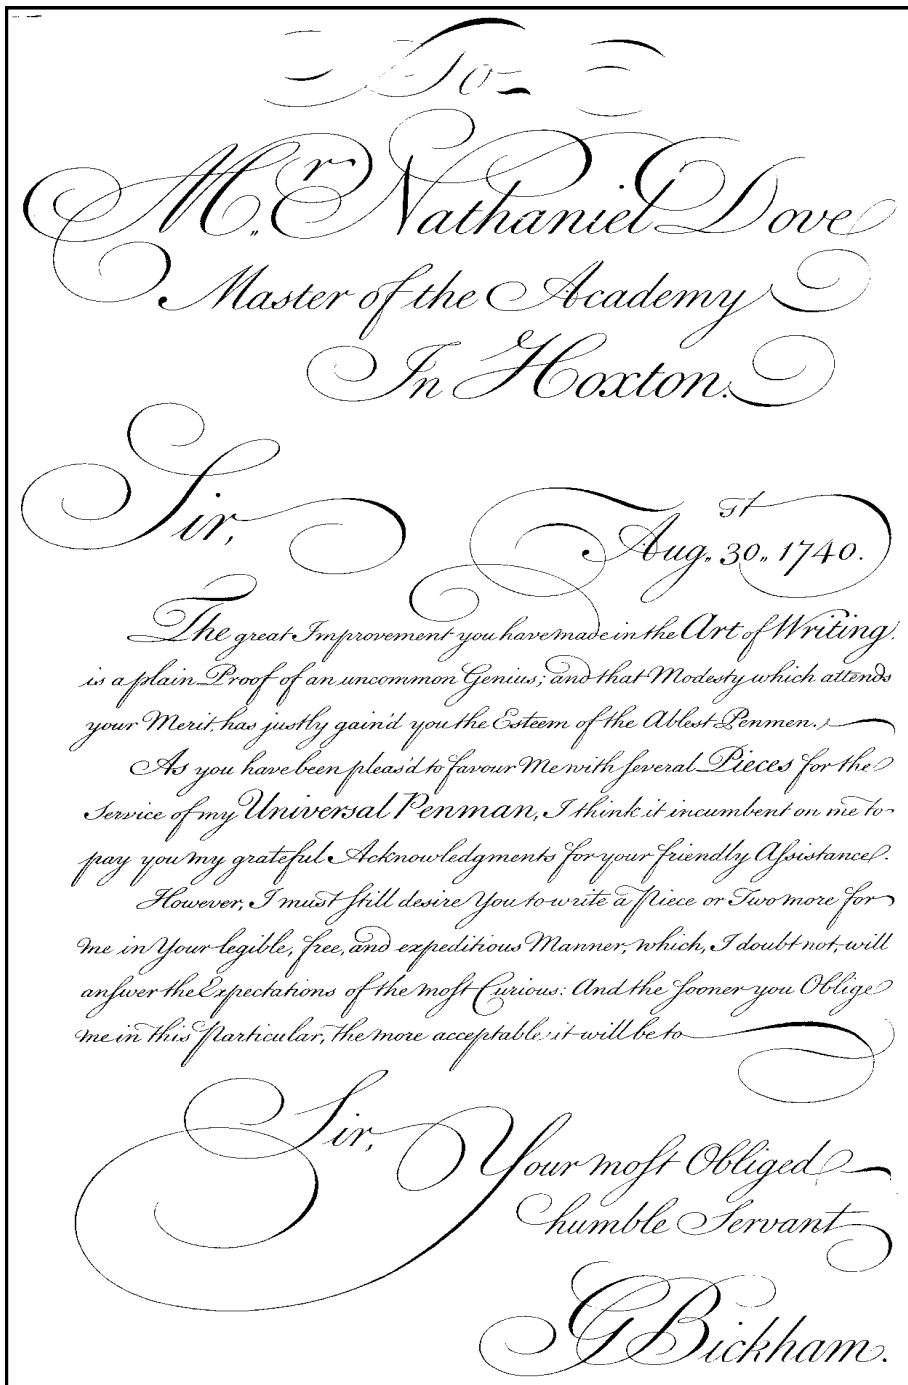 To
Mr. Nathaniel Dove
Master of the Academy
In Hoxton.
Sir,
Augst. 30, 1740.
The great Improvement you have made in the Art of Writing.
is a plain Proof of an uncommon Genius; and that Modesty which attends
your Merit, has justly gain'd you the Esteem of the Ablest Penmen.
As you have been pleas'd to favour Me with ſeveral Pieces for the
Service of my Universal Penman, I think it incumbent on me to
pay you my grateful Acknowledgments for your friendly Aſsistance.
However, I must ſtill desire You to write a Piece or Two more for
me in Your legible, free, and expeditious Manner, which, I doubt not, will
anſwer the Expectations of the moſt Curious: And the ſooner you Oblige
me in this Particular, the more acceptable it will be to
Sir,
Your moſt Obliged
humble Servant
G Bickham.